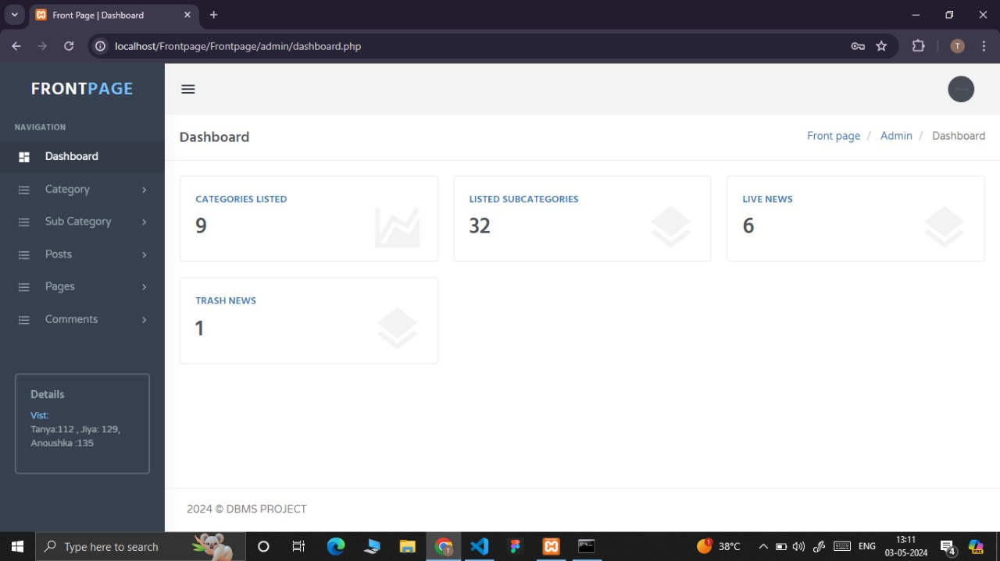 Front Page | Dashboard
localhost/Frontpage/Frontpage/admin/dashboard.php
T
FRONTPAGE
NAVIGATION
Dashboard
Category
Sub Category
Posts
Pages
Comments
Details
Vist:
Tanya:112 , Jiya: 129,
Anoushka :135
Dashboard
Front page / Admin / Dashboard
CATEGORIES LISTED
9
LISTED SUBCATEGORIES
32
LIVE NEWS
6
TRASH NEWS
1
2024 © DBMS PROJECT
Type here to search
T
1
38°C
ENG
13:11
03-05-2024
4
PRE